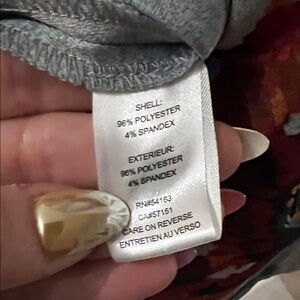 SHELL:
96% POLYESTER
4% SPANDEX
EXTERIEUR:
96% POLYESTER
4% SPANDEX
RN#54163
CA#57151
CARE ON REVERSE
ENTRETIEN AU VERSO